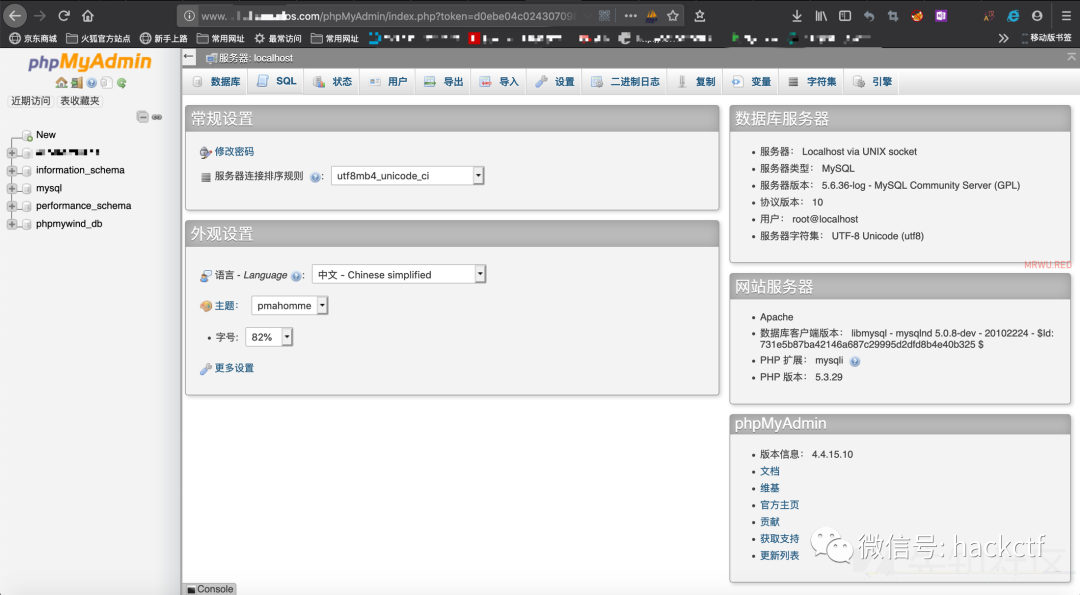 www.
os.com/phpMyAdmin/index.php?token=d0ebe04c02430709
京东商城 火狐官方站点 新手上路 常用网址 最常访问 常用网址 移动版书签
phpMyAdmin
近期访问 表收藏夹
New
information_schema
mysql
performance_schema
phpmywind_db
服务器: localhost
数据库 SQL 状态 用户 导出 导入 设置 二进制日志 复制 变量 字符集 引擎
常规设置
修改密码
服务器连接排序规则 : utf8mb4_unicode_ci
外观设置
语言 - Language : 中文 - Chinese simplified
主题: pmahomme
字号: 82%
更多设置
数据库服务器
服务器: Localhost via UNIX socket
服务器类型: MySQL
服务器版本: 5.6.36-log - MySQL Community Server (GPL)
协议版本: 10
用户: root@localhost
服务器字符集: UTF-8 Unicode (utf8)
MRWU.RED
网站服务器
Apache
数据库客户端版本: libmysql - mysqlnd 5.0.8-dev - 20102224 - $Id:
731e5b87ba42146a687c29995d2dfd8b4e40b325 $
PHP 扩展: mysqli
PHP 版本: 5.3.29
phpMyAdmin
版本信息: 4.4.15.10
文档
维基
官方主页
贡献
获取支持
更新列表
微信号: hackctf
Console